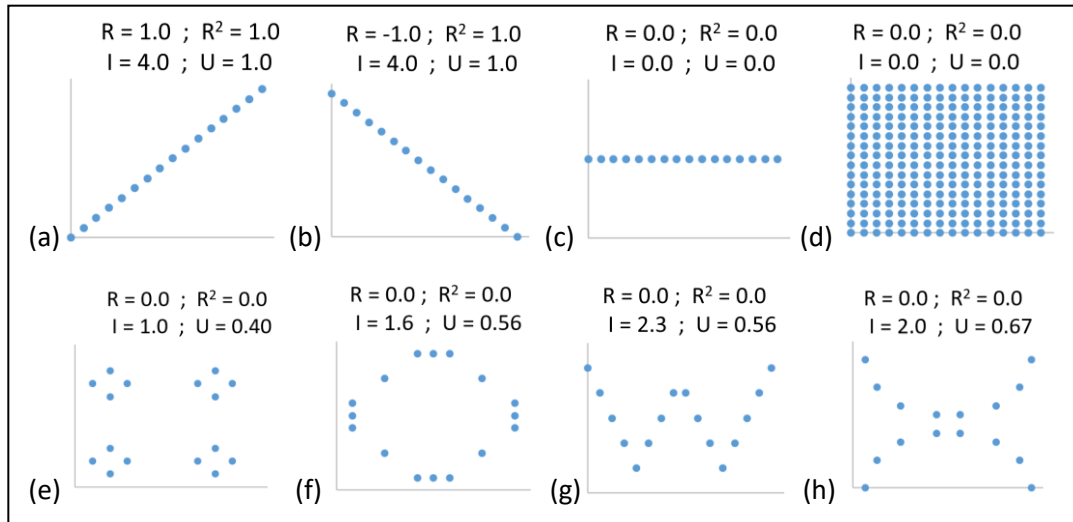 R = 1.0 ; R² = 1.0
I = 4.0 ; U = 1.0
(a)
R = -1.0 ; R² = 1.0
I = 4.0 ; U = 1.0
(b)
R = 0.0 ; R² = 0.0
I = 0.0 ; U = 0.0
(c)
R = 0.0 ; R² = 0.0
I = 0.0 ; U = 0.0
(d)
R = 0.0 ; R² = 0.0
I = 1.0 ; U = 0.40
(e)
R = 0.0 ; R² = 0.0
I = 1.6 ; U = 0.56
(f)
R = 0.0 ; R² = 0.0
I = 2.3 ; U = 0.56
(g)
R = 0.0 ; R² = 0.0
I = 2.0 ; U = 0.67
(h)